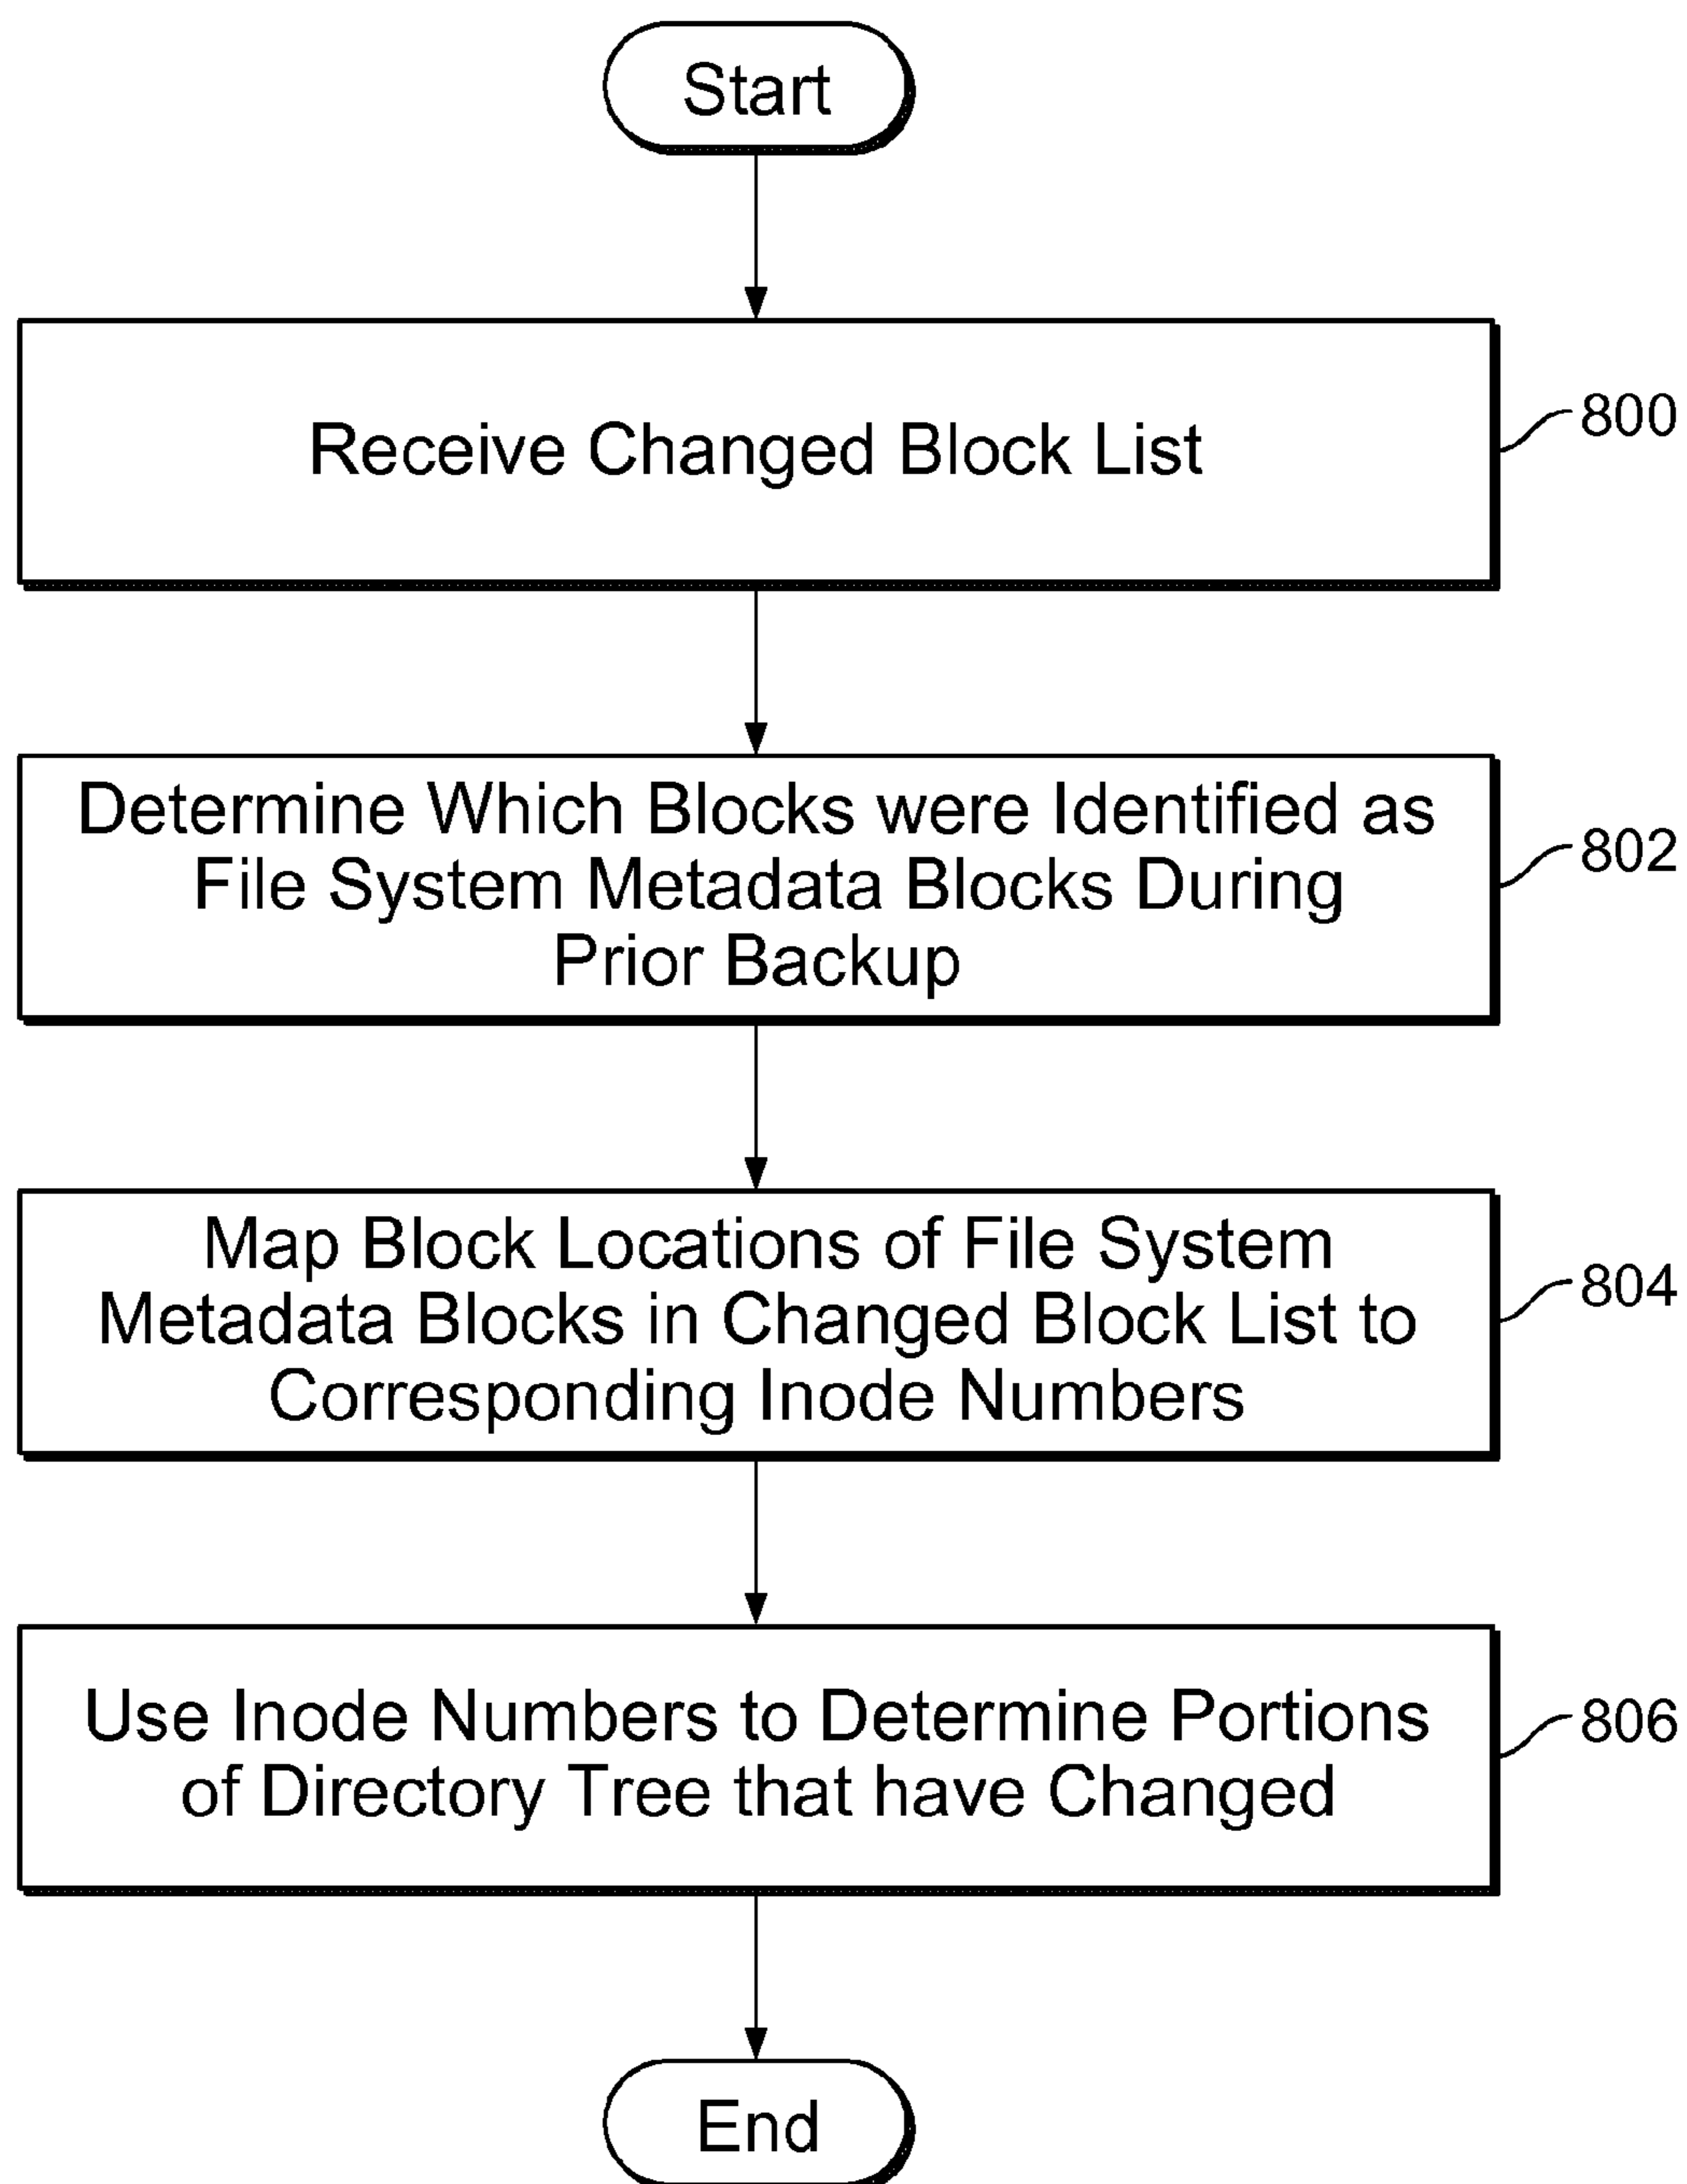 Start
Receive Changed Block List
800
Determine Which Blocks were Identified as
File System Metadata Blocks During
Prior Backup
802
Map Block Locations of File System
Metadata Blocks in Changed Block List to
Corresponding Inode Numbers
804
Use Inode Numbers to Determine Portions
of Directory Tree that have Changed
806
End